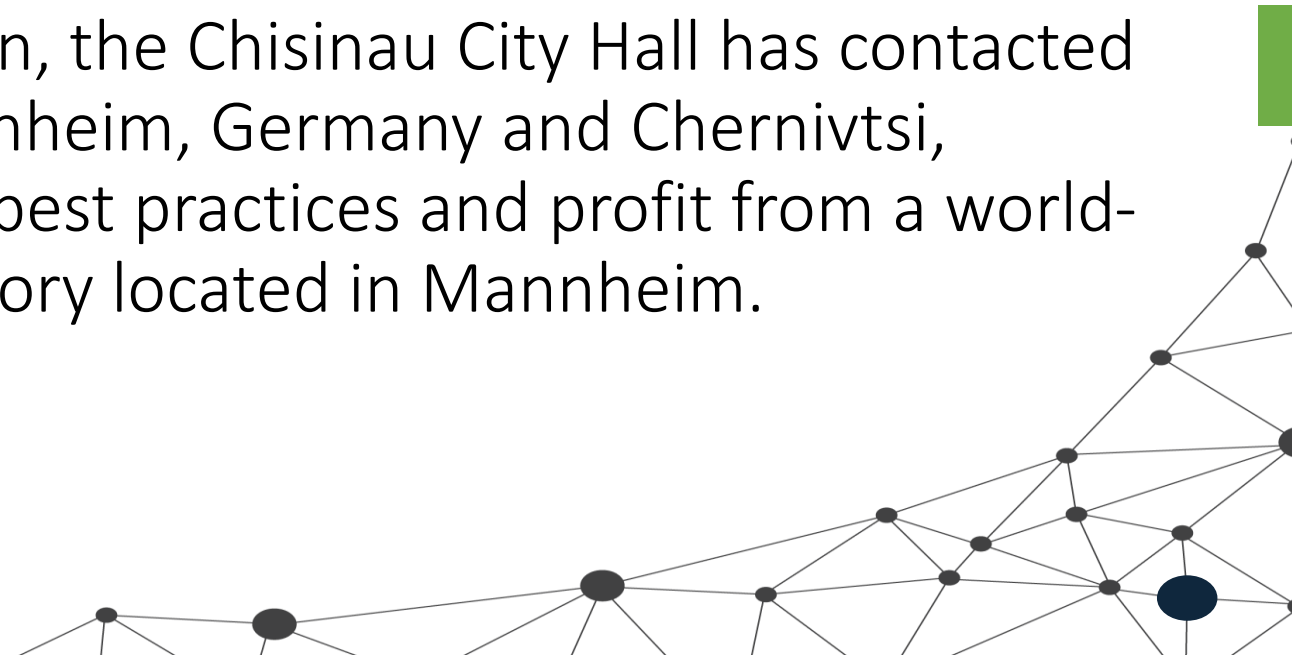 n, the Chisinau City Hall has contacted
nheim, Germany and Chernivtsi,
best practices and profit from a world-
ory located in Mannheim.